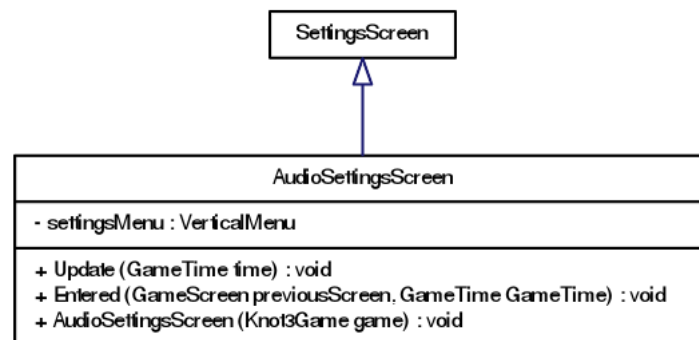 SettingsScreen
AudioSettingsScreen
- settingsMenu : VerticalMenu
+ Update (GameTime time) : void
+ Entered (GameScreen previousScreen, GameTime GameTime) : void
+ AudioSettingsScreen (Knot3Game game) : void